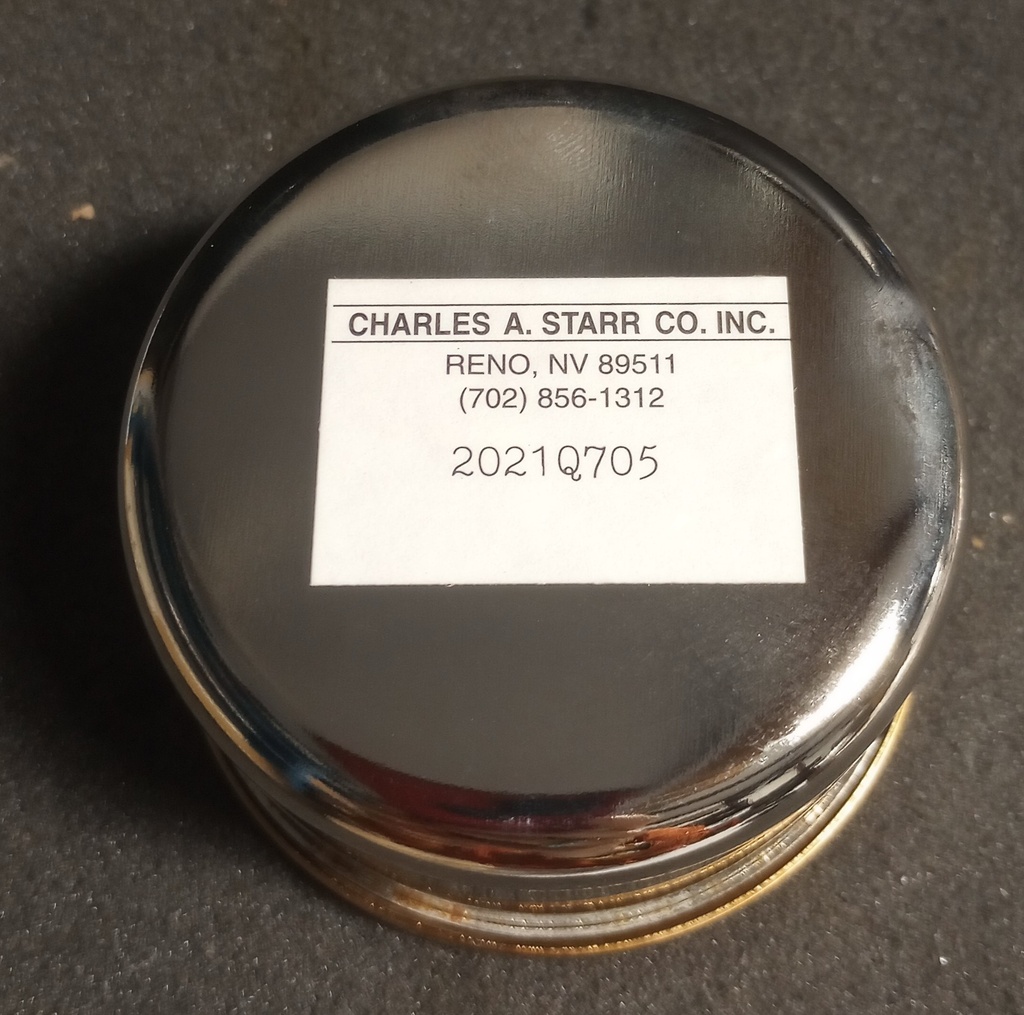 CHARLES A. STARR CO. INC.
RENO, NV 89511
(702) 856-1312
2021Q705